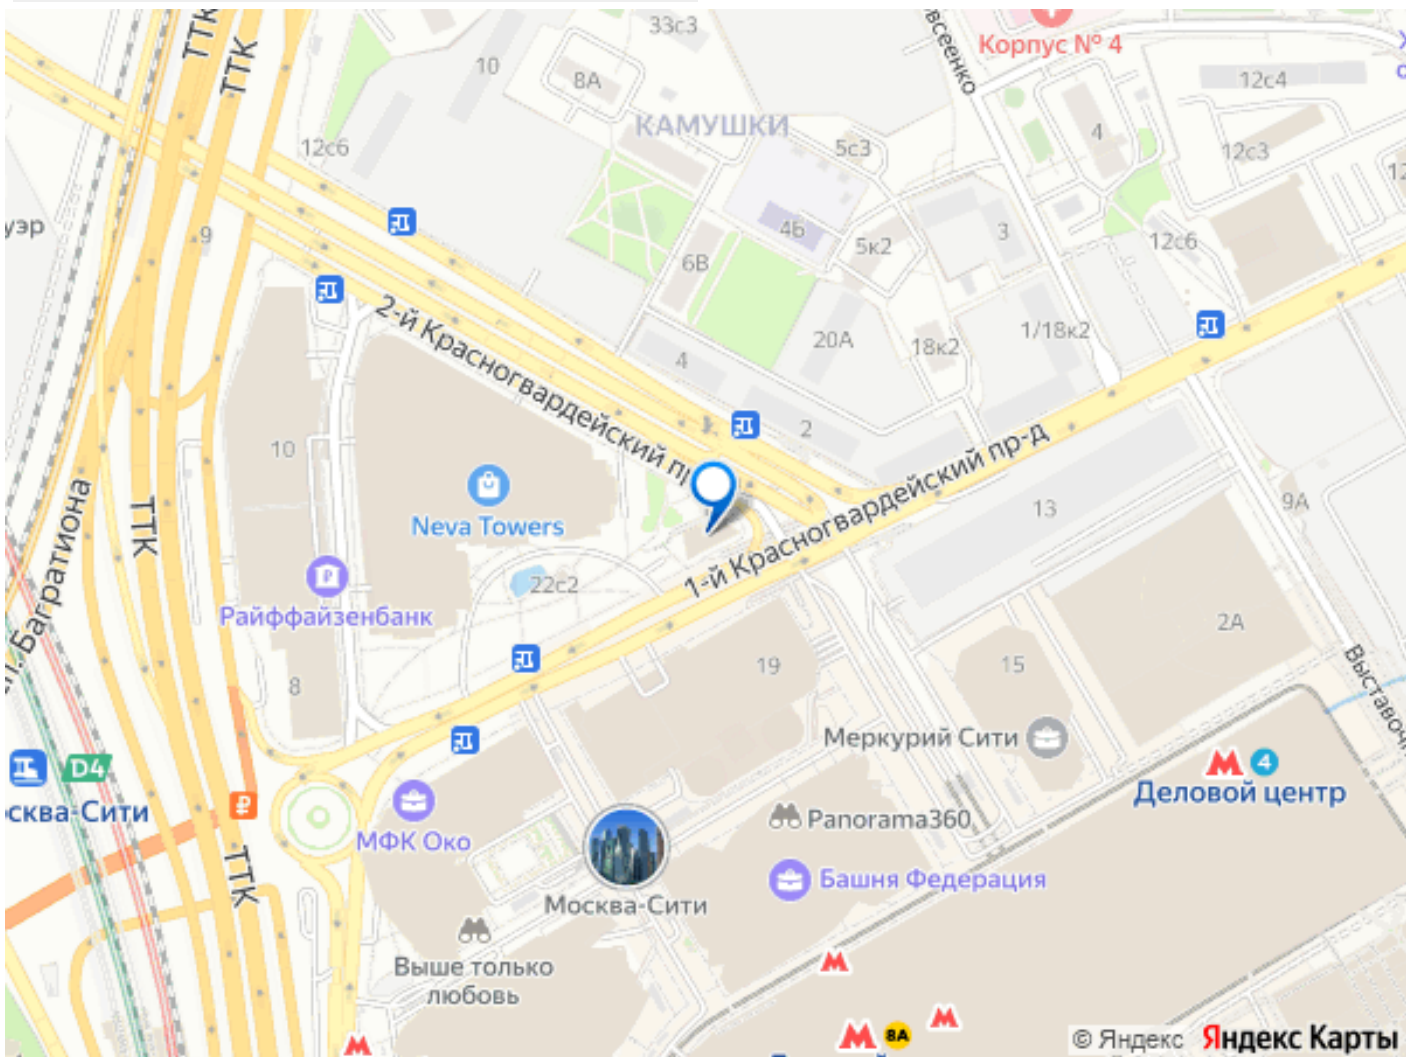 ТТК
ТТК
33с3
10
8А
Корпус № 4
12с4
КАМУШКИ
4
12с6
5с3
12с3
уэр
9
4Б
5к2
3
12с6
6В
2-й Красногвардейский пр
20А
18к2
1/18к2
4
2
10
1-й Красногвардейский пр-д
ТТК
Neva Towers
13
9А
22с2
Райффайзенбанк
Багратиона
2А
19
15
8
Выставочн
Меркурий Сити
D4
4
Деловой центр
сква-Сити
₽
МФК Око
Panorama360
ТТК
Башня Федерация
Москва-Сити
Выше только
любовь
8А
© Яндекс Яндекс Карты